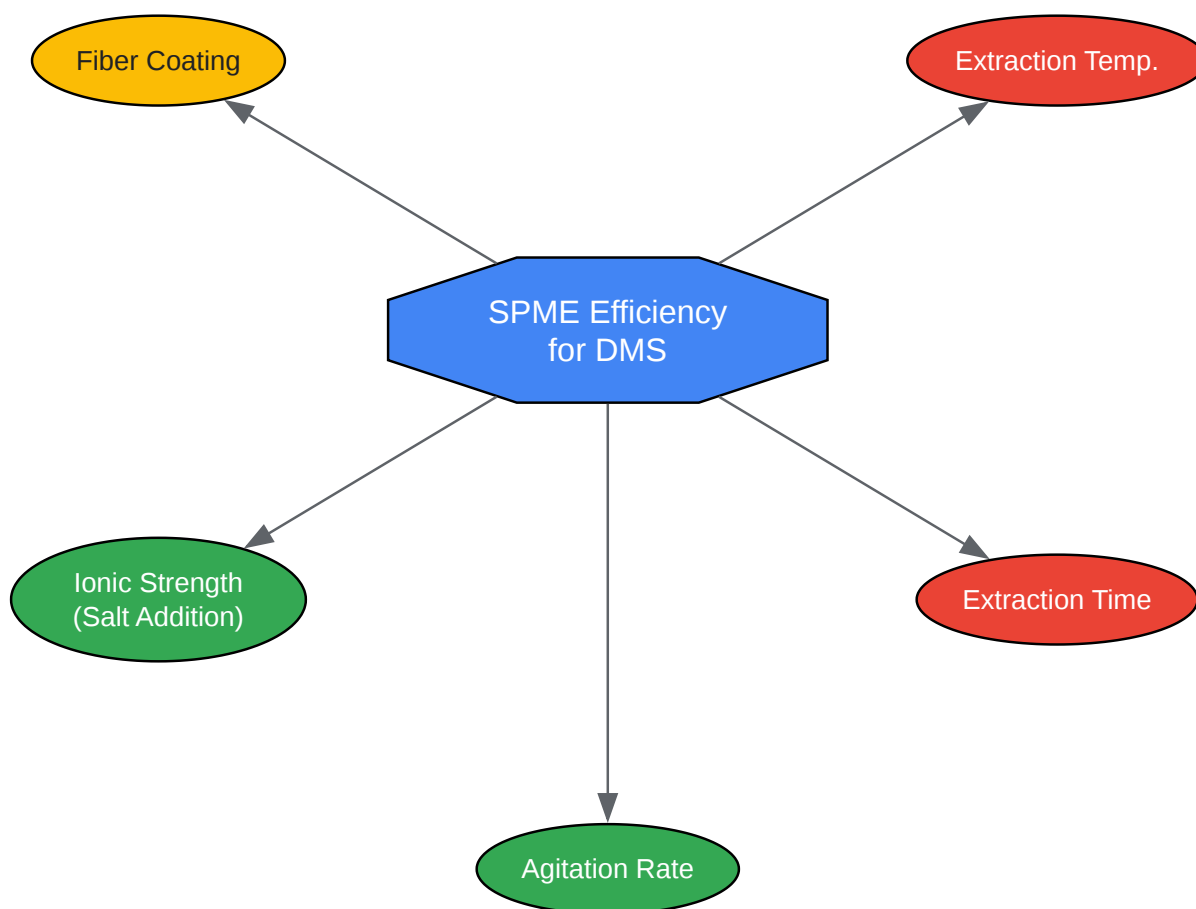 Fiber Coating
Extraction Temp.
SPME Efficiency
for DMS
Ionic Strength
(Salt Addition)
Extraction Time
Agitation Rate